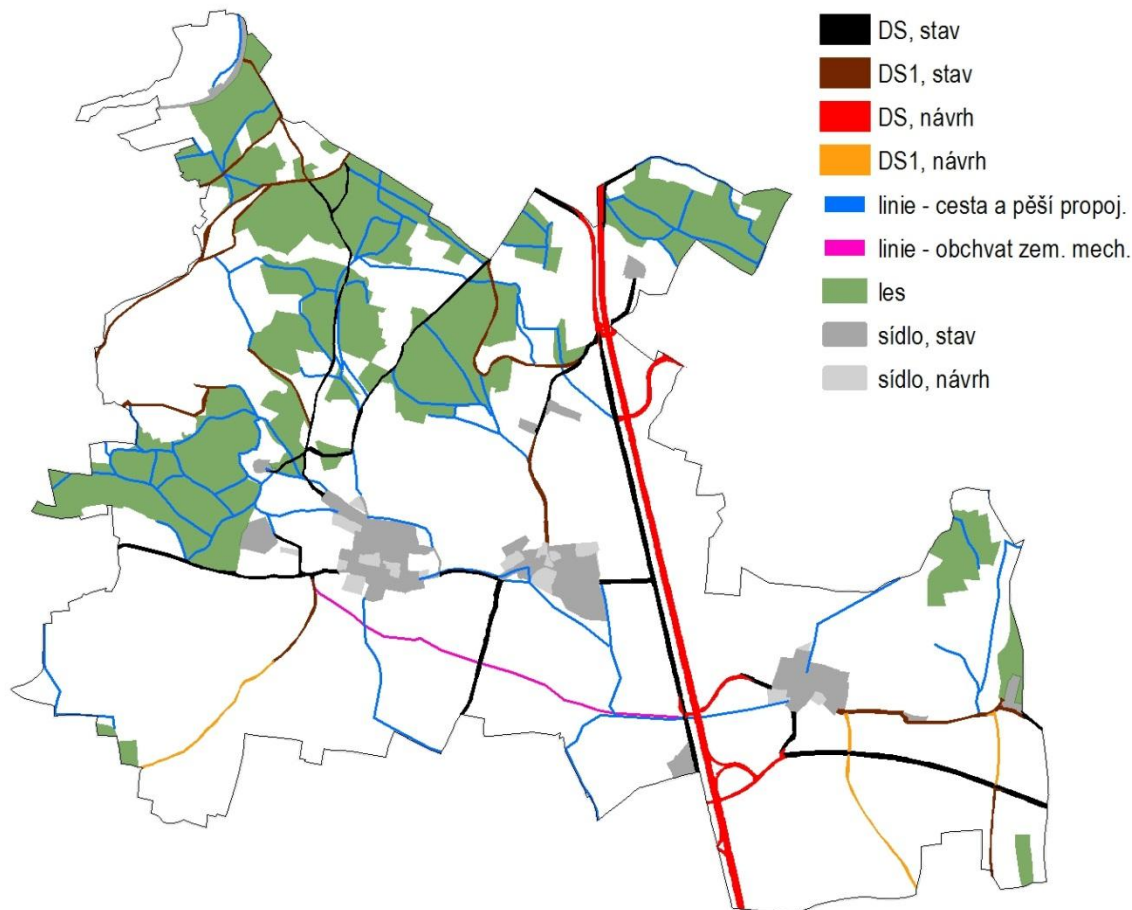 DS, stav
DS1, stav
DS, návrh
DS1, návrh
linie - cesta a pěší propoj.
linie - obchvat zem. mech.
les
sídlo, stav
sídlo, návrh